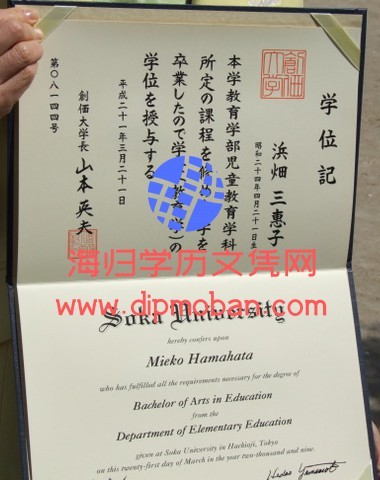 学位記
浜畑 三惠子
昭和二十四年四月二十一日生
本学教育学部児童教育学科
所定の課程を修め
卒業したので学士
学位を授与する
平成二十一年三月二十一日
創価大学長 山本英夫
第〇八一四四号
海归学历文凭网
www.dipmoban.com
Soka University
hereby confers upon
Mieko Hamahata
who has fulfilled all the requirements necessary for the degree of
Bachelor of Arts in Education
from the
Department of Elementary Education
given at Soka University in Hachioji, Tokyo
on this twenty-first day of March in the year two-thousand and nine.